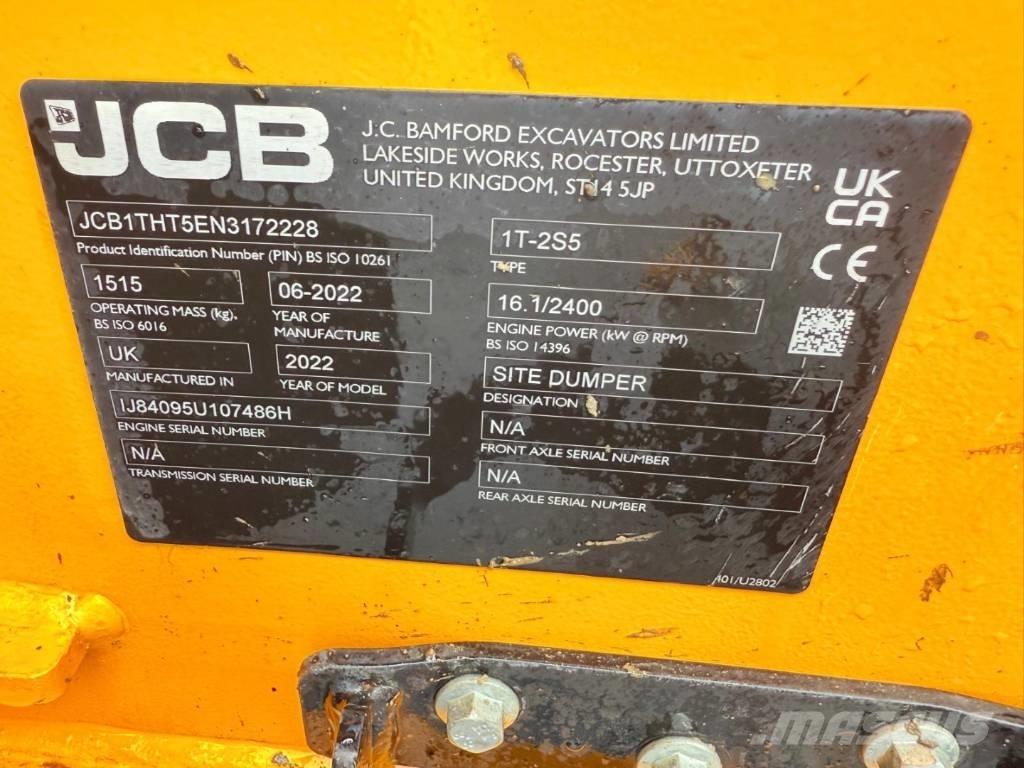 JCB
J.C. BAMFORD EXCAVATORS LIMITED
LAKESIDE WORKS, ROCESTER, UTTOXETER
UNITED KINGDOM, ST14 5JP
UK
CA
CE
JCB1THT5EN3172228
Product Identification Number (PIN) BS ISO 10261
1515
OPERATING MASS (kg).
BS ISO 6016
06-2022
YEAR OF
MANUFACTURE
UK
MANUFACTURED IN
2022
YEAR OF MODEL
IJ84095U107486H
ENGINE SERIAL NUMBER
N/A
TRANSMISSION SERIAL NUMBER
1T-2S5
TYPE
16.1/2400
ENGINE POWER (kW @ RPM)
BS ISO 14396
SITE DUMPER
DESIGNATION
N/A
FRONT AXLE SERIAL NUMBER
N/A
REAR AXLE SERIAL NUMBER
401/U2802
MASCUS